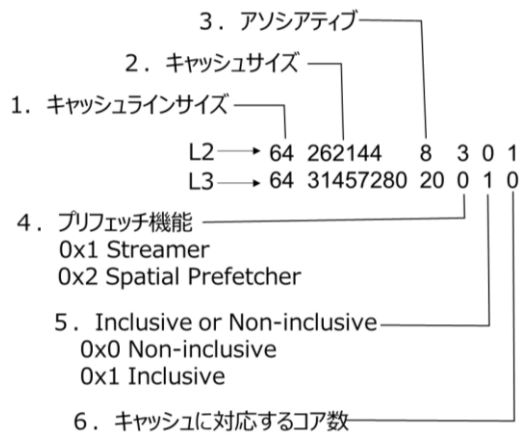 3．アソシアティブ
2．キャッシュサイズ
1．キャッシュラインサイズ
L2 → 64 262144 8 3 0 1
L3 → 64 31457280 20 0 1 0
4．プリフェッチ機能
0x1 Streamer
0x2 Spatial Prefetcher
5．Inclusive or Non-inclusive
0x0 Non-inclusive
0x1 Inclusive
6．キャッシュに対応するコア数